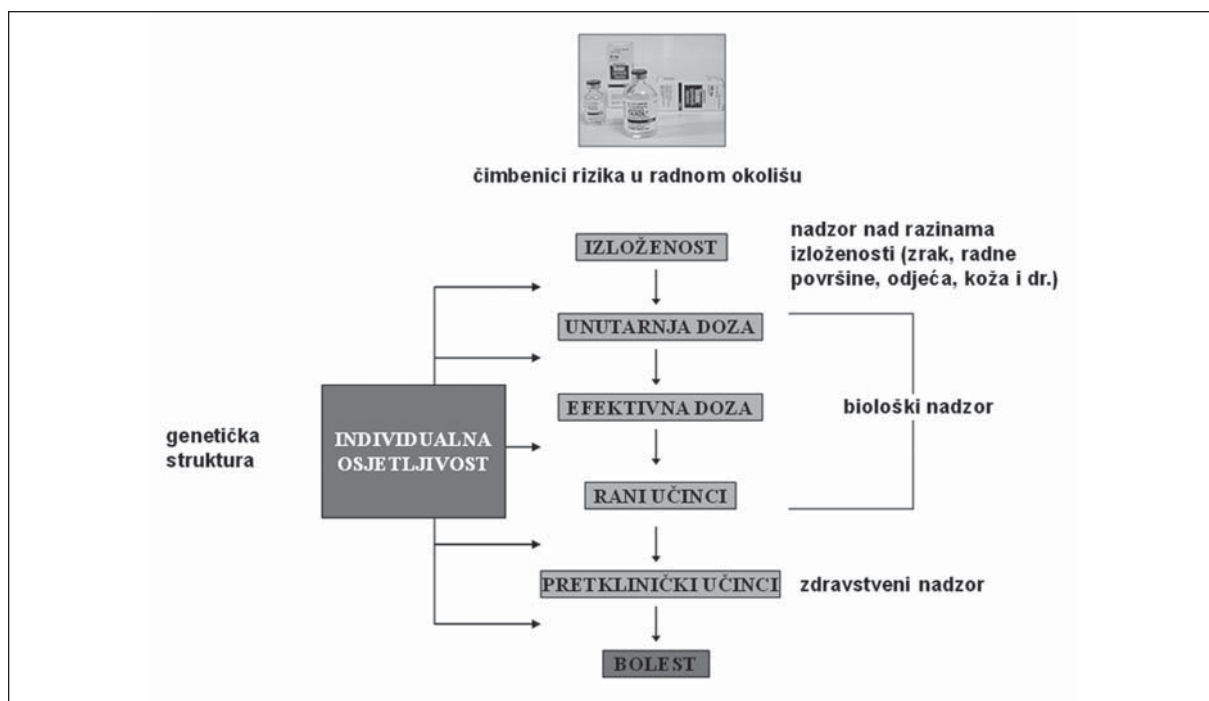 čimbenici rizika u radnom okolišu
IZLOŽENOST
nadzor nad razinama
izloženosti (zrak, radne
površine, odjeća, koža i dr.)
UNUTARNJA DOZA
EFEKTIVNA DOZA
biološki nadzor
genetička
struktura
INDIVIDUALNA
OSJETLJIVOST
RANI UČINCI
PRETKLINIČKI UČINCI
zdravstveni nadzor
BOLEST